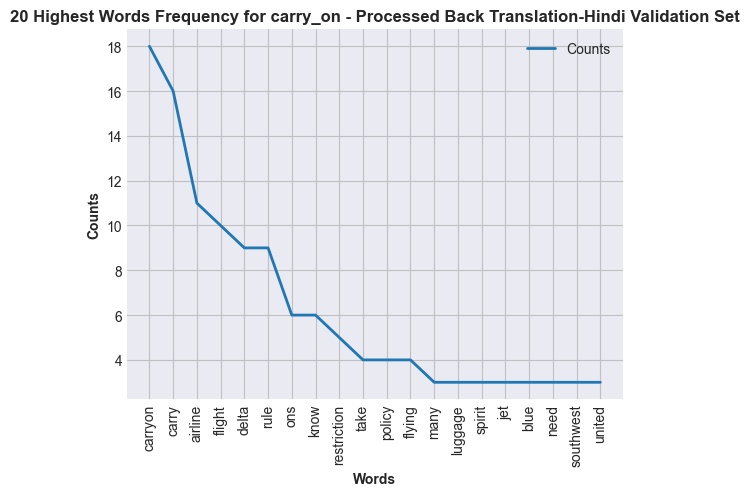 20 Highest Words Frequency for carry_on - Processed Back Translation-Hindi Validation Set
Counts
18
16
14
12
10
8
6
4
Counts
carryon
carry
airline
flight
delta
rule
ons
know
restriction
take
policy
flying
many
luggage
spirit
jet
blue
need
southwest
united
Words